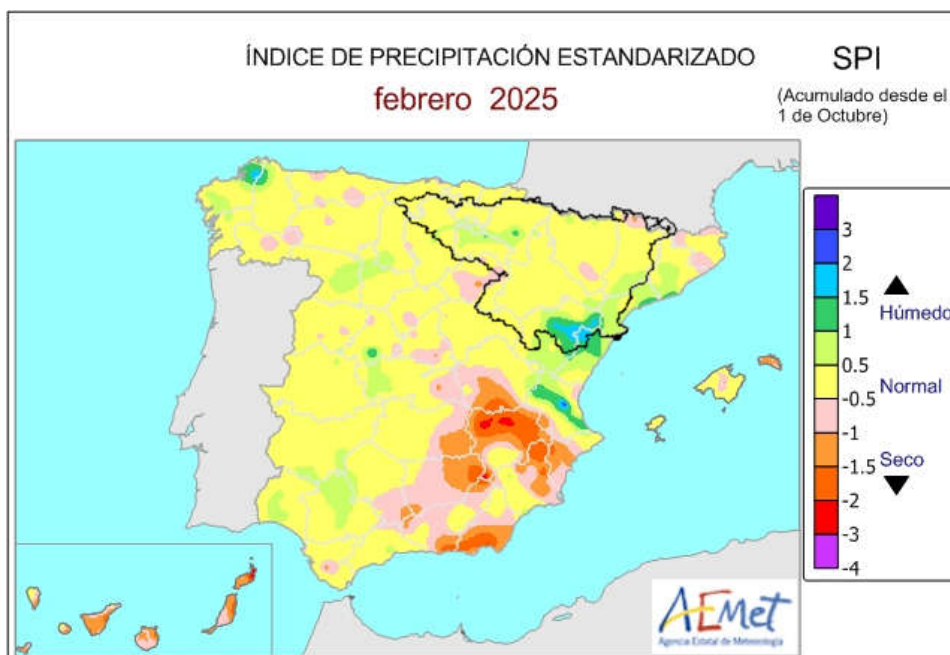 ÍNDICE DE PRECIPITACIÓN ESTANDARIZADO
SPI
febrero 2025
(Acumulado desde el
1 de Octubre)
3
2
1.5
1
0.5
-0.5
-1
-1.5
-2
-3
-4
Húmedo
Normal
Seco
AEMet
Agencia Estatal de Meteorología